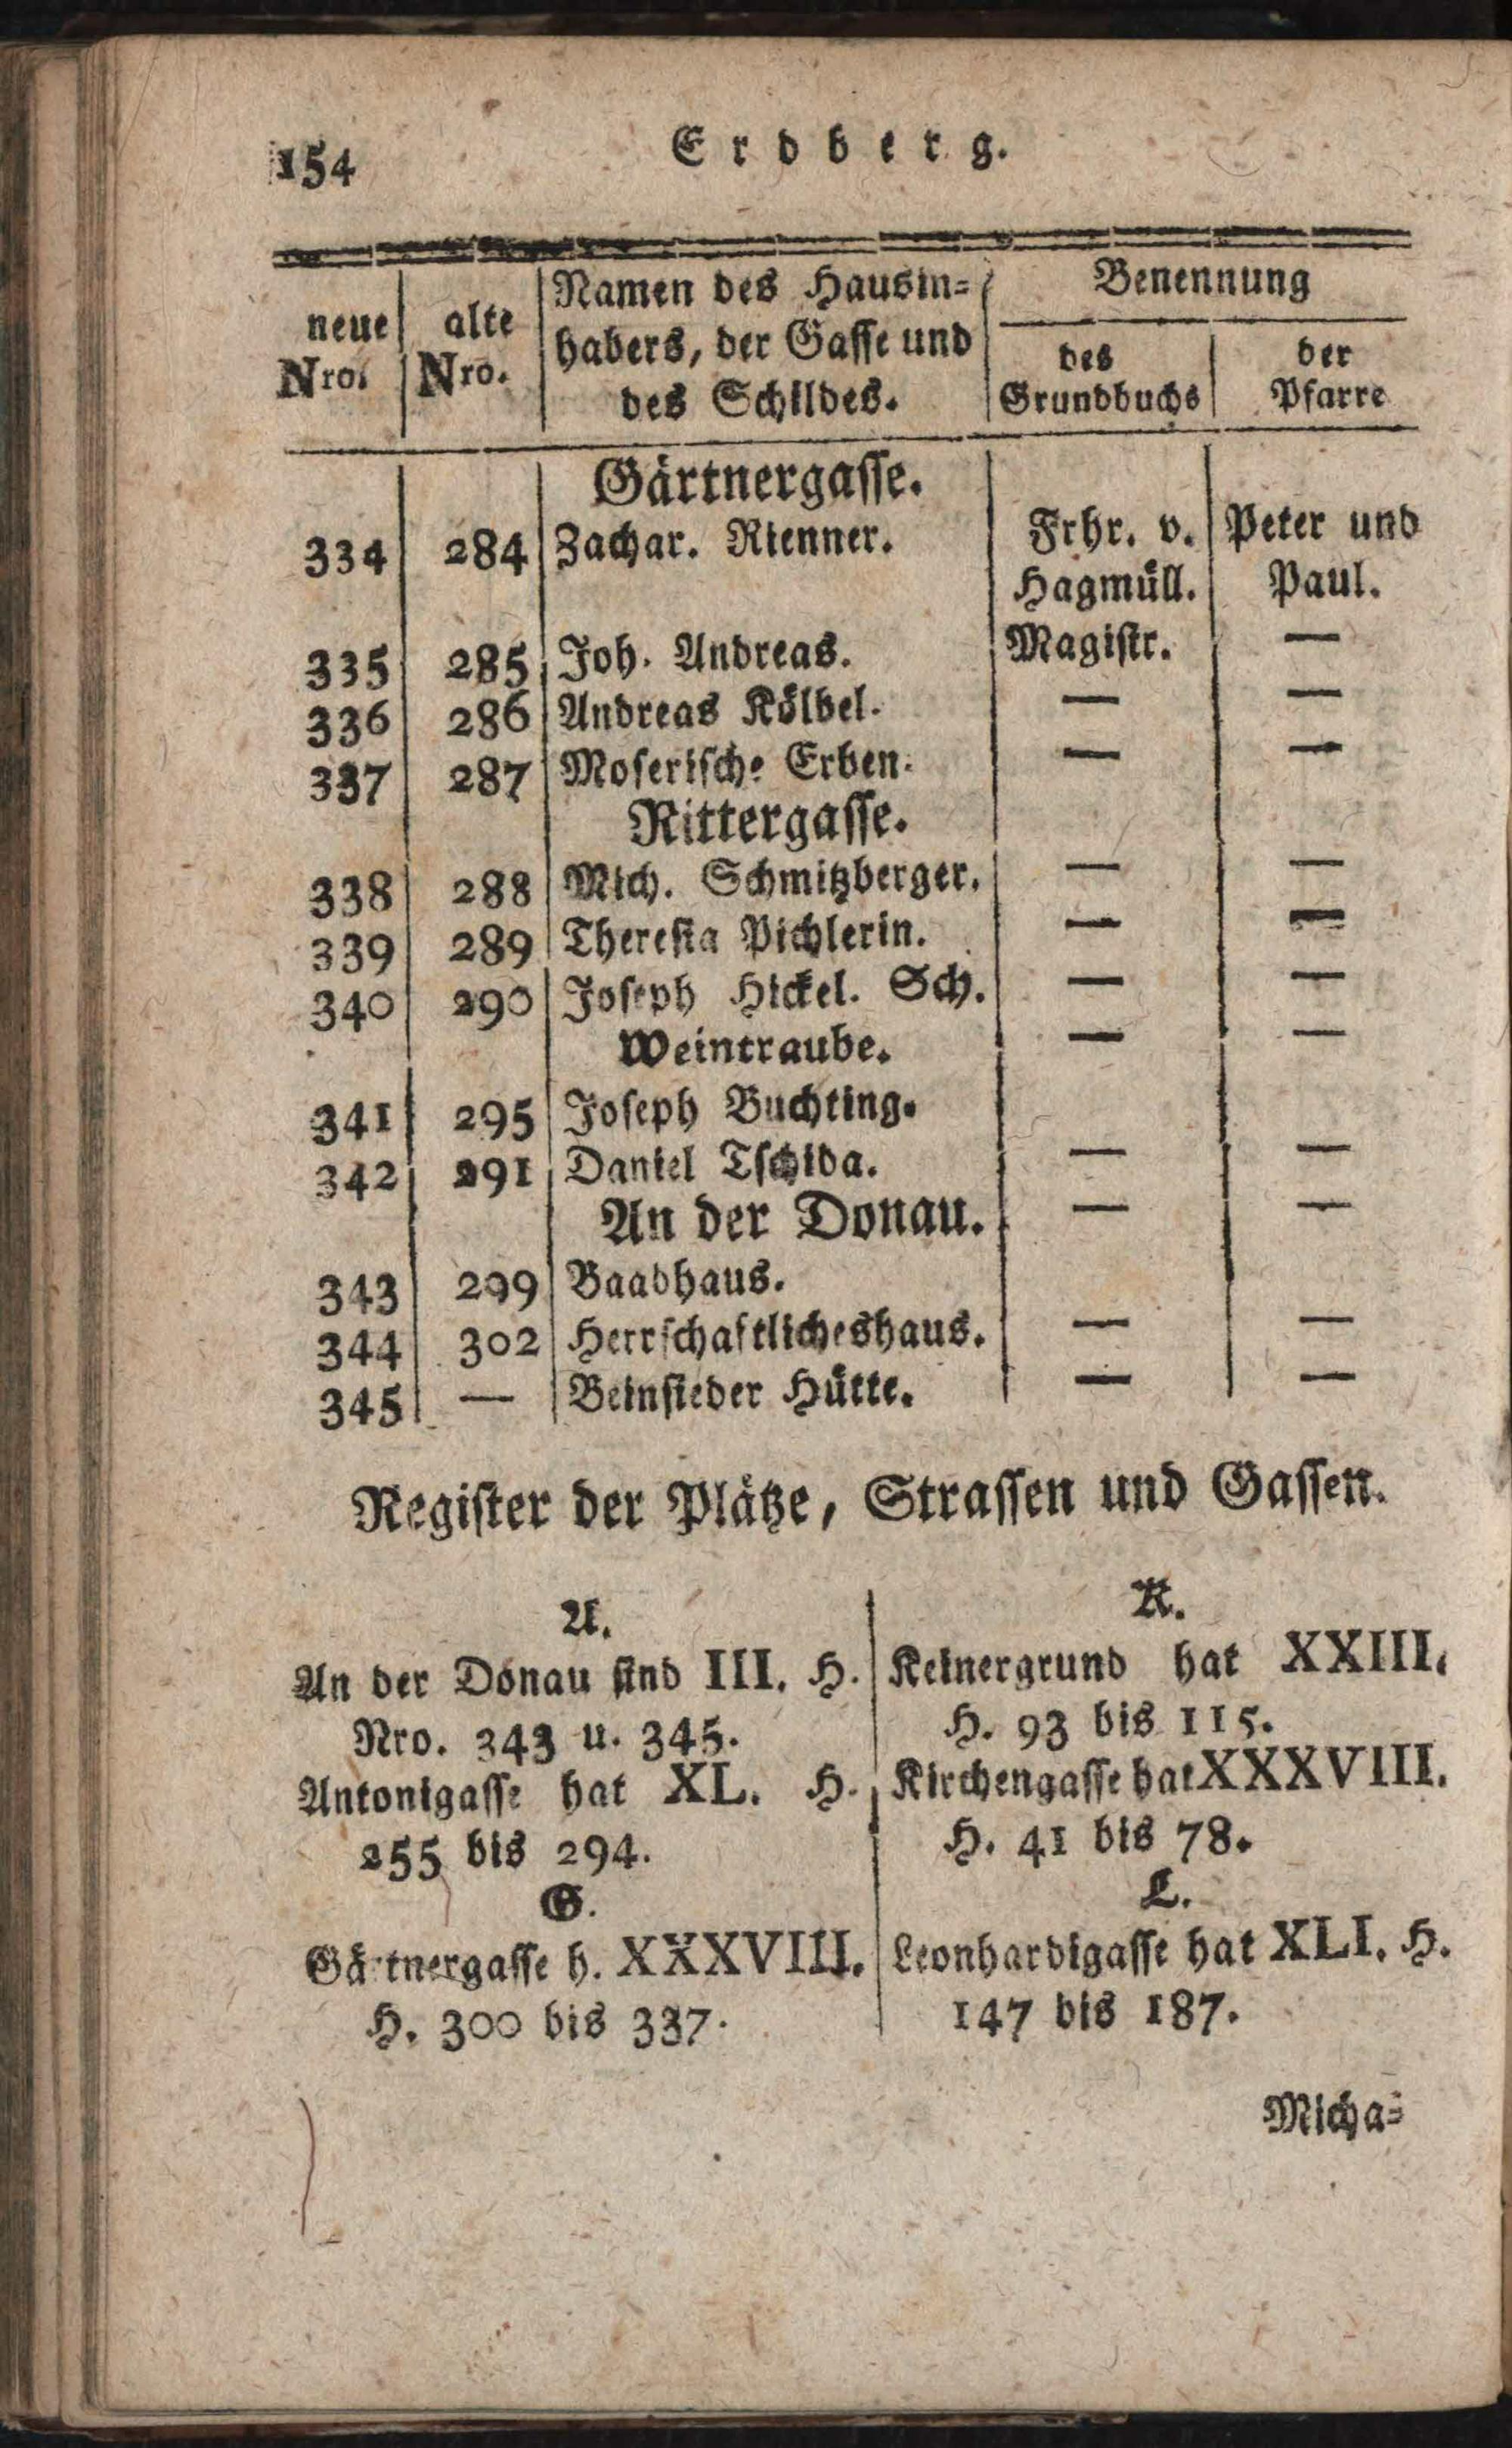 154 Erdberg.
neue Nro. | alte Nro. | Namen des Hausin= | Benennung
habers, der Gasse und | des | der
des Schildes. | Grundbuchs | Pfarre
Gärtnergasse.
334 | 284 | Zachar. Rienner. | Frhr. v. | Peter und
Hagmüll. | Paul.
335 | 285 | Joh. Andreas. | Magistr. | —
336 | 286 | Andreas Kölbel. | — | —
337 | 287 | Moserische Erben. | — | —
Rittergasse.
338 | 288 | Mich. Schmitzberger. | — | —
339 | 289 | Theresia Pichlerin. | — | —
340 | 290 | Joseph Hickel. Sch. | — | —
Weintraube. | — | —
341 | 295 | Joseph Buchting.
342 | 291 | Daniel Tschida. | — | —
An der Donau. | — | —
343 | 299 | Baadhaus.
344 | 302 | Herrschaftlicheshaus. | — | —
345 | — | Beinsieder Hütte. | — | —
Register der Plätze, Strassen und Gassen.
A.
An der Donau sind III. H.
Nro. 343 u. 345.
Antonigasse hat XL. H.
255 bis 294.
G.
Gärtnergasse h. XXXVIII.
H. 300 bis 337.
K.
Keinergrund hat XXIII.
H. 93 bis 115.
Kirchengasse hat XXXVIII.
H. 41 bis 78.
L.
Leonhardigasse hat XLI. H.
147 bis 187.
Micha=